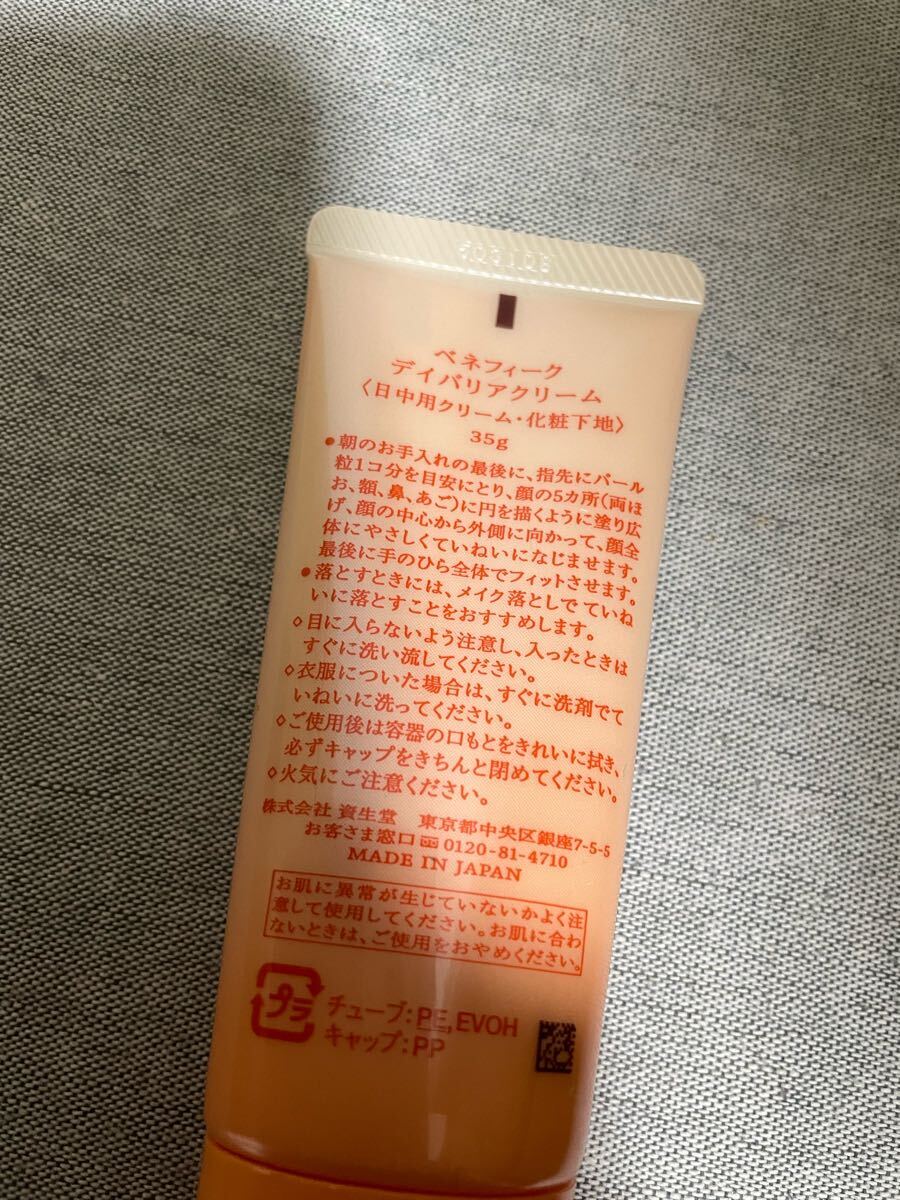 ベネフィーク
デイバリアクリーム
〈日中用クリーム・化粧下地〉
35g
●朝のお手入れの最後に、指先にパール
粒1コ分を目安にとり、顔の5カ所(両ほ
お、額、鼻、あご)に円を描くように塗り広
げ、顔の中心から外側に向かって、顔全
体にやさしくていねいになじませます。
最後に手のひら全体でフィットさせます。
●落とすときには、メイク落としでていね
いに落とすことをおすすめします。
◇目に入らないよう注意し、入ったときは
すぐに洗い流してください。
◇衣服についた場合は、すぐに洗剤でて
いねいに洗ってください。
◇ご使用後は容器の口もとをきれいに拭き、
必ずキャップをきちんと閉めてください。
◇火気にご注意ください。
株式会社 資生堂 東京都中央区銀座7-5-5
お客さま窓口 0120-81-4710
MADE IN JAPAN
お肌に異常が生じていないかよく注
意して使用してください。お肌に合わ
ないときは、ご使用をおやめください。
プラ
チューブ:PE,EVOH
キャップ:PP